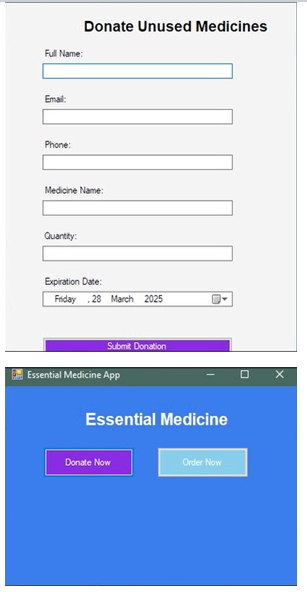 Donate Unused Medicines
Full Name:
Email:
Phone:
Medicine Name:
Quantity:
Expiration Date:
Friday , 28 March 2025
Submit Donation
Essential Medicine App
Essential Medicine
Donate Now Order Now